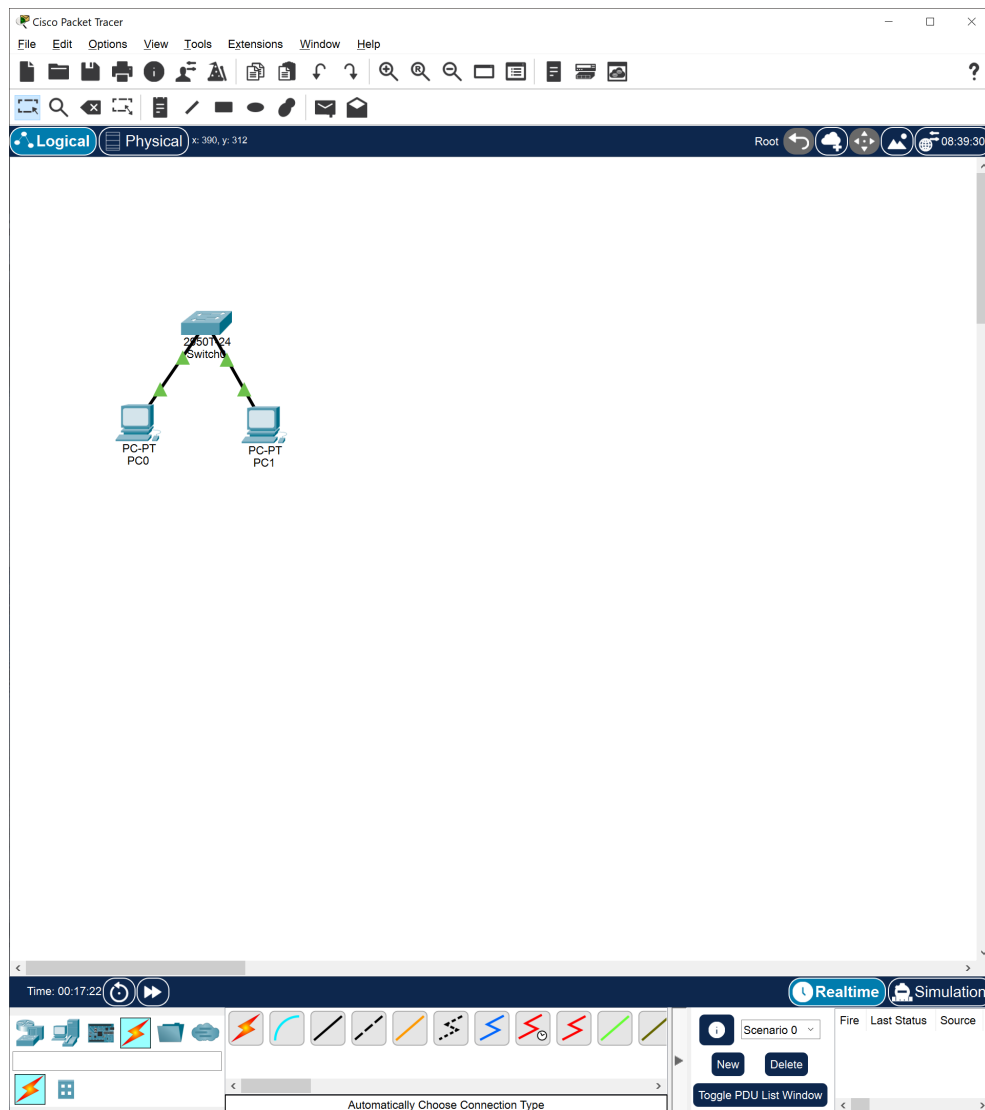 Cisco Packet Tracer
File Edit Options View Tools Extensions Window Help
?
Logical Physical x: 390, y: 312 Root 08:39:30
2950T-24
Switch0
PC-PT
PC0
PC-PT
PC1
Time: 00:17:22 Realtime Simulation
Scenario 0 Fire Last Status Source
New Delete
Toggle PDU List Window
Automatically Choose Connection Type